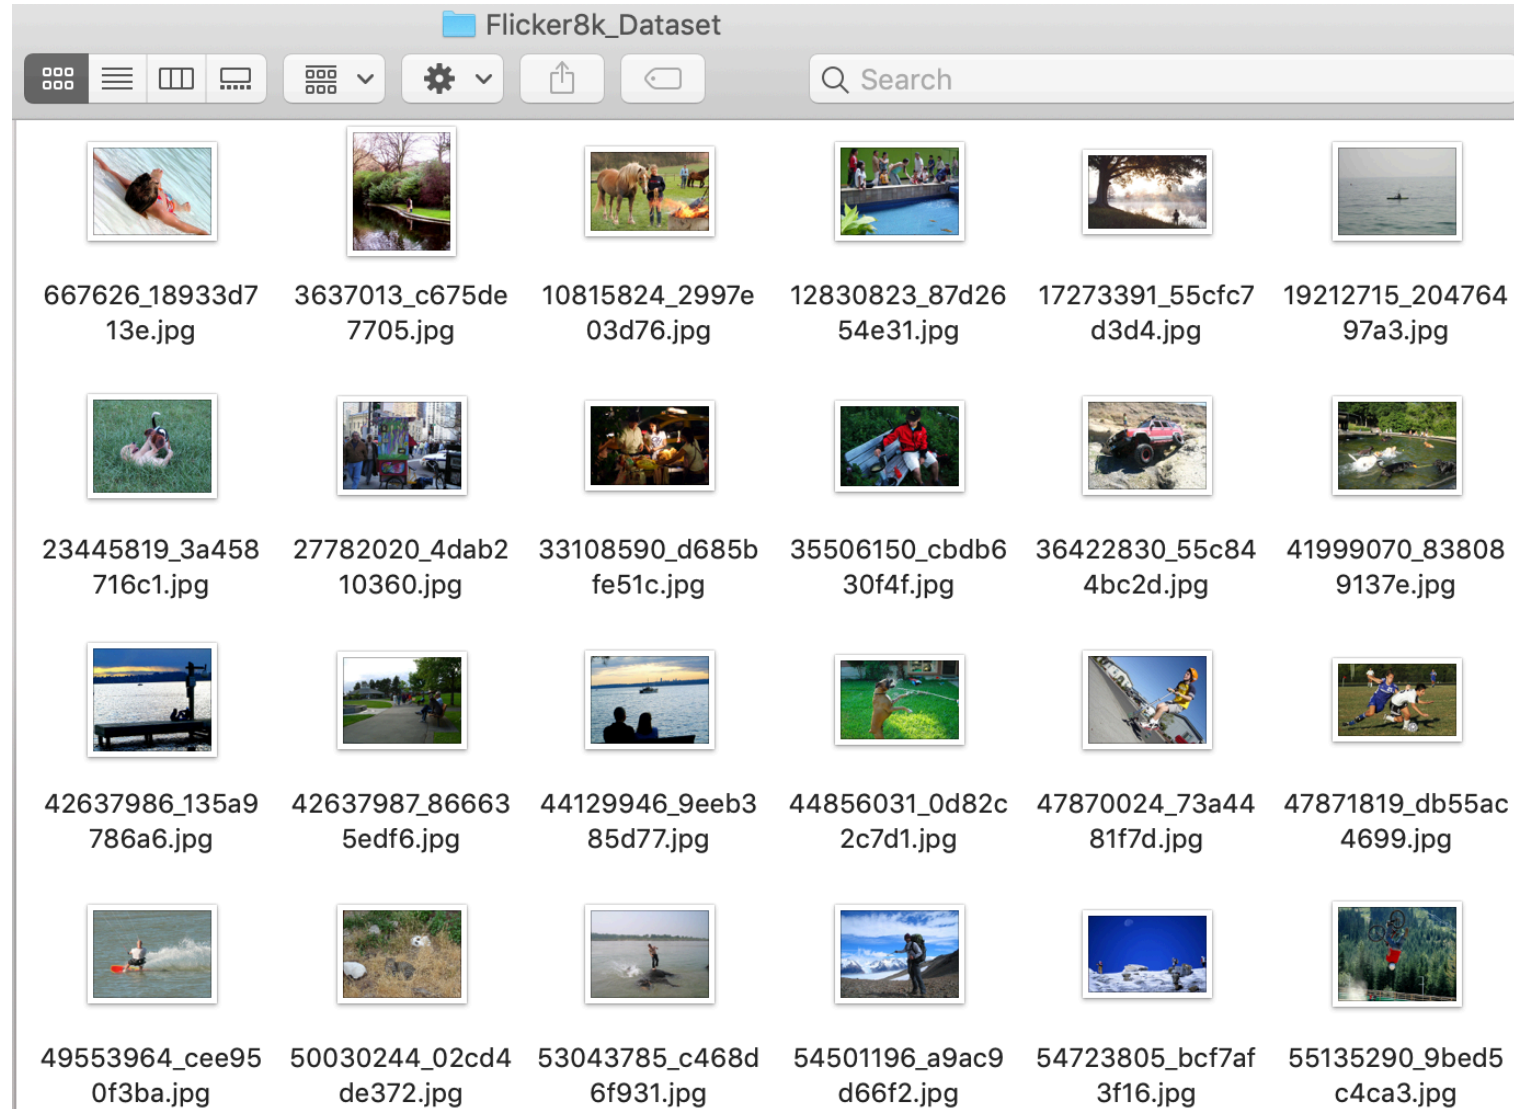 Flicker8k_Dataset
Search
667626_18933d7 3637013_c675de 10815824_2997e 12830823_87d26 17273391_55cfc7 19212715_204764
13e.jpg 7705.jpg 03d76.jpg 54e31.jpg d3d4.jpg 97a3.jpg
23445819_3a458 27782020_4dab2 33108590_d685b 35506150_cbdb6 36422830_55c84 41999070_83808
716c1.jpg 10360.jpg fe51c.jpg 30f4f.jpg 4bc2d.jpg 9137e.jpg
42637986_135a9 42637987_86663 44129946_9eeb3 44856031_0d82c 47870024_73a44 47871819_db55ac
786a6.jpg 5edf6.jpg 85d77.jpg 2c7d1.jpg 81f7d.jpg 4699.jpg
49553964_cee95 50030244_02cd4 53043785_c468d 54501196_a9ac9 54723805_bcf7af 55135290_9bed5
0f3ba.jpg de372.jpg 6f931.jpg d66f2.jpg 3f16.jpg c4ca3.jpg